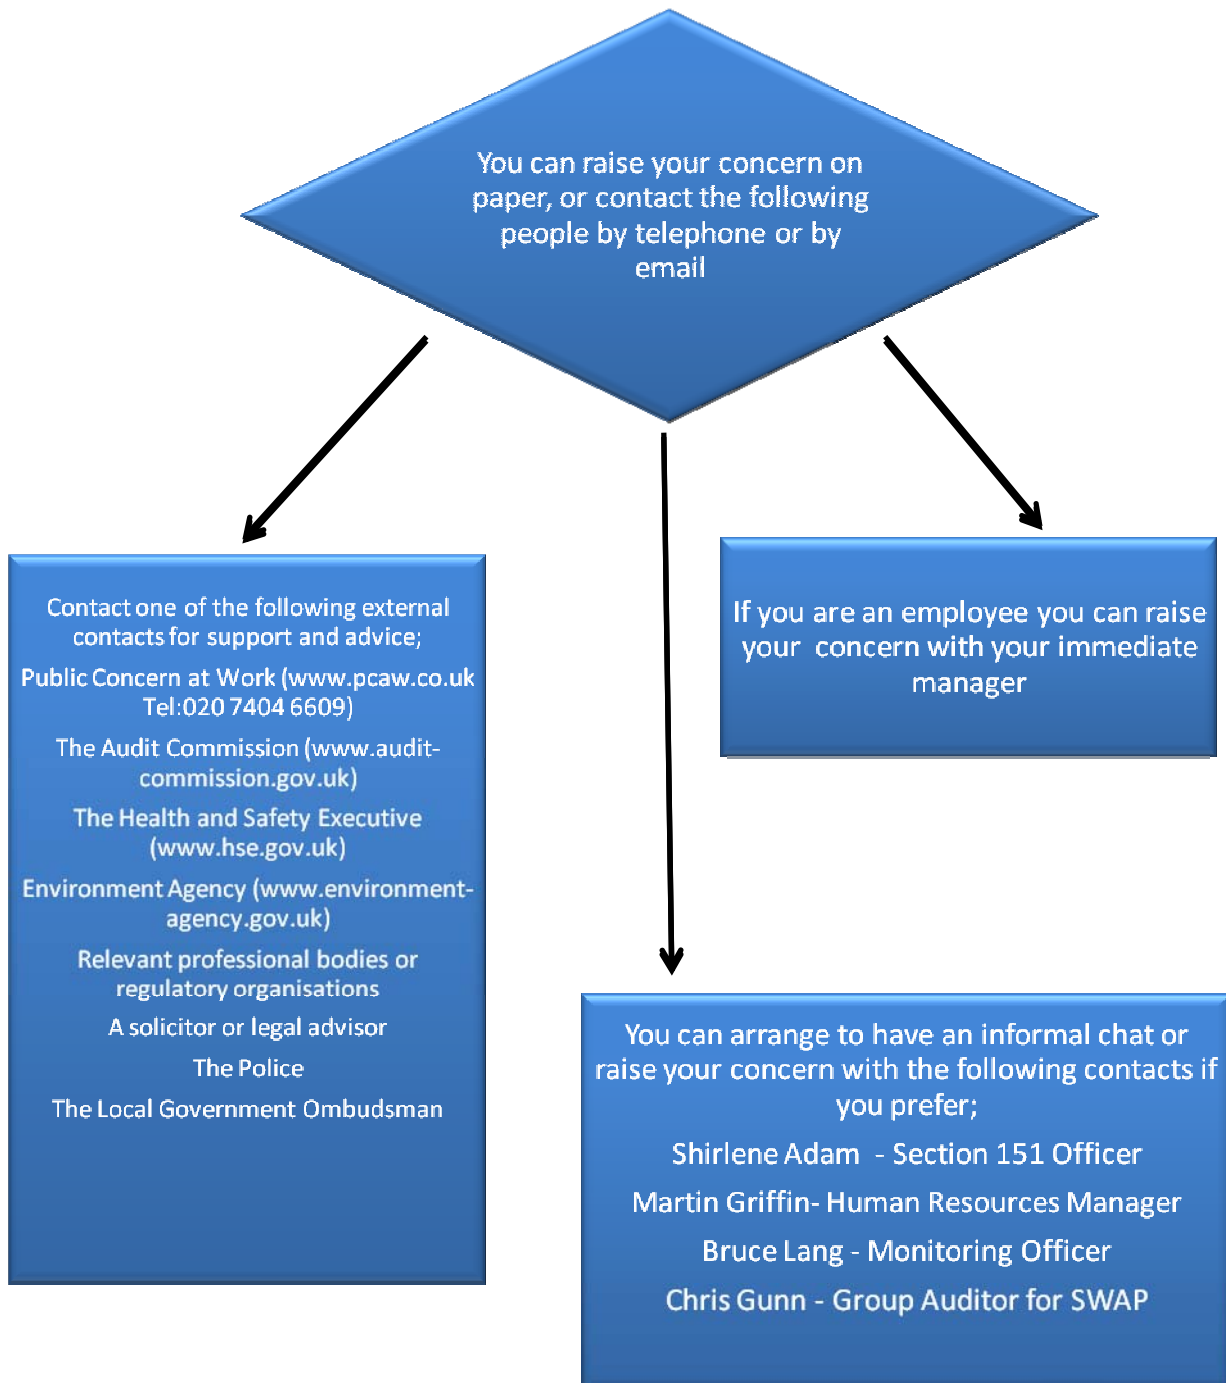 You can raise your concern on
paper, or contact the following
people by telephone or by
email
Contact one of the following external
contacts for support and advice;
Public Concern at Work (www.pcaw.co.uk
Tel:020 7404 6609)
The Audit Commission (www.audit-
commission.gov.uk)
The Health and Safety Executive
(www.hse.gov.uk)
Environment Agency (www.environment-
agency.gov.uk)
Relevant professional bodies or
regulatory organisations
A solicitor or legal advisor
The Police
The Local Government Ombudsman
If you are an employee you can raise
your  concern with your immediate
manager
You can arrange to have an informal chat or
raise your concern with the following contacts if
you prefer;
Shirlene Adam  - Section 151 Officer
Martin Griffin- Human Resources Manager
Bruce Lang - Monitoring Officer
Chris Gunn - Group Auditor for SWAP